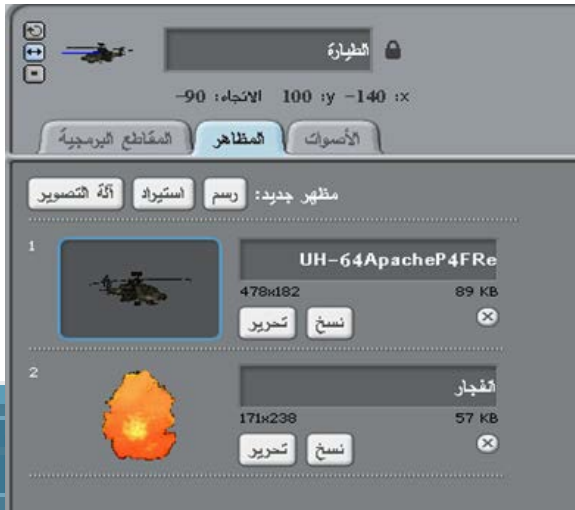 الطيارة
x: -140 y: 100 الاتجاه: -90
الأصوات المظاهر المقاطع البرمجية
مظهر جديد: رسم استيراد آلة التصوير
1
UH-64ApacheP4FRe
478x182 89 KB
نسخ تحرير
2
انفجار
171x238 57 KB
نسخ تحرير